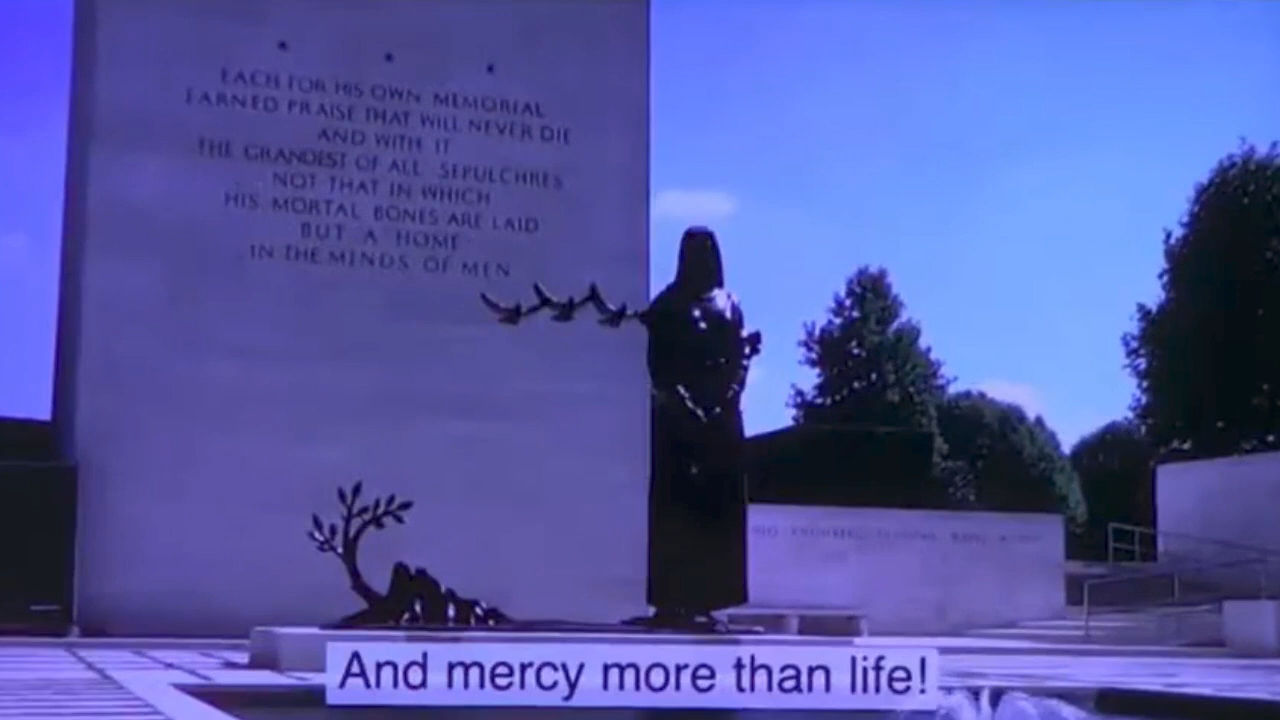 EACH FOR HIS OWN MEMORIAL
EARNED PRAISE THAT WILL NEVER DIE
AND WITH IT
THE GRANDEST OF ALL SEPULCHRES
NOT THAT IN WHICH
HIS MORTAL BONES ARE LAID
BUT A HOME
IN THE MINDS OF MEN
And mercy more than life!